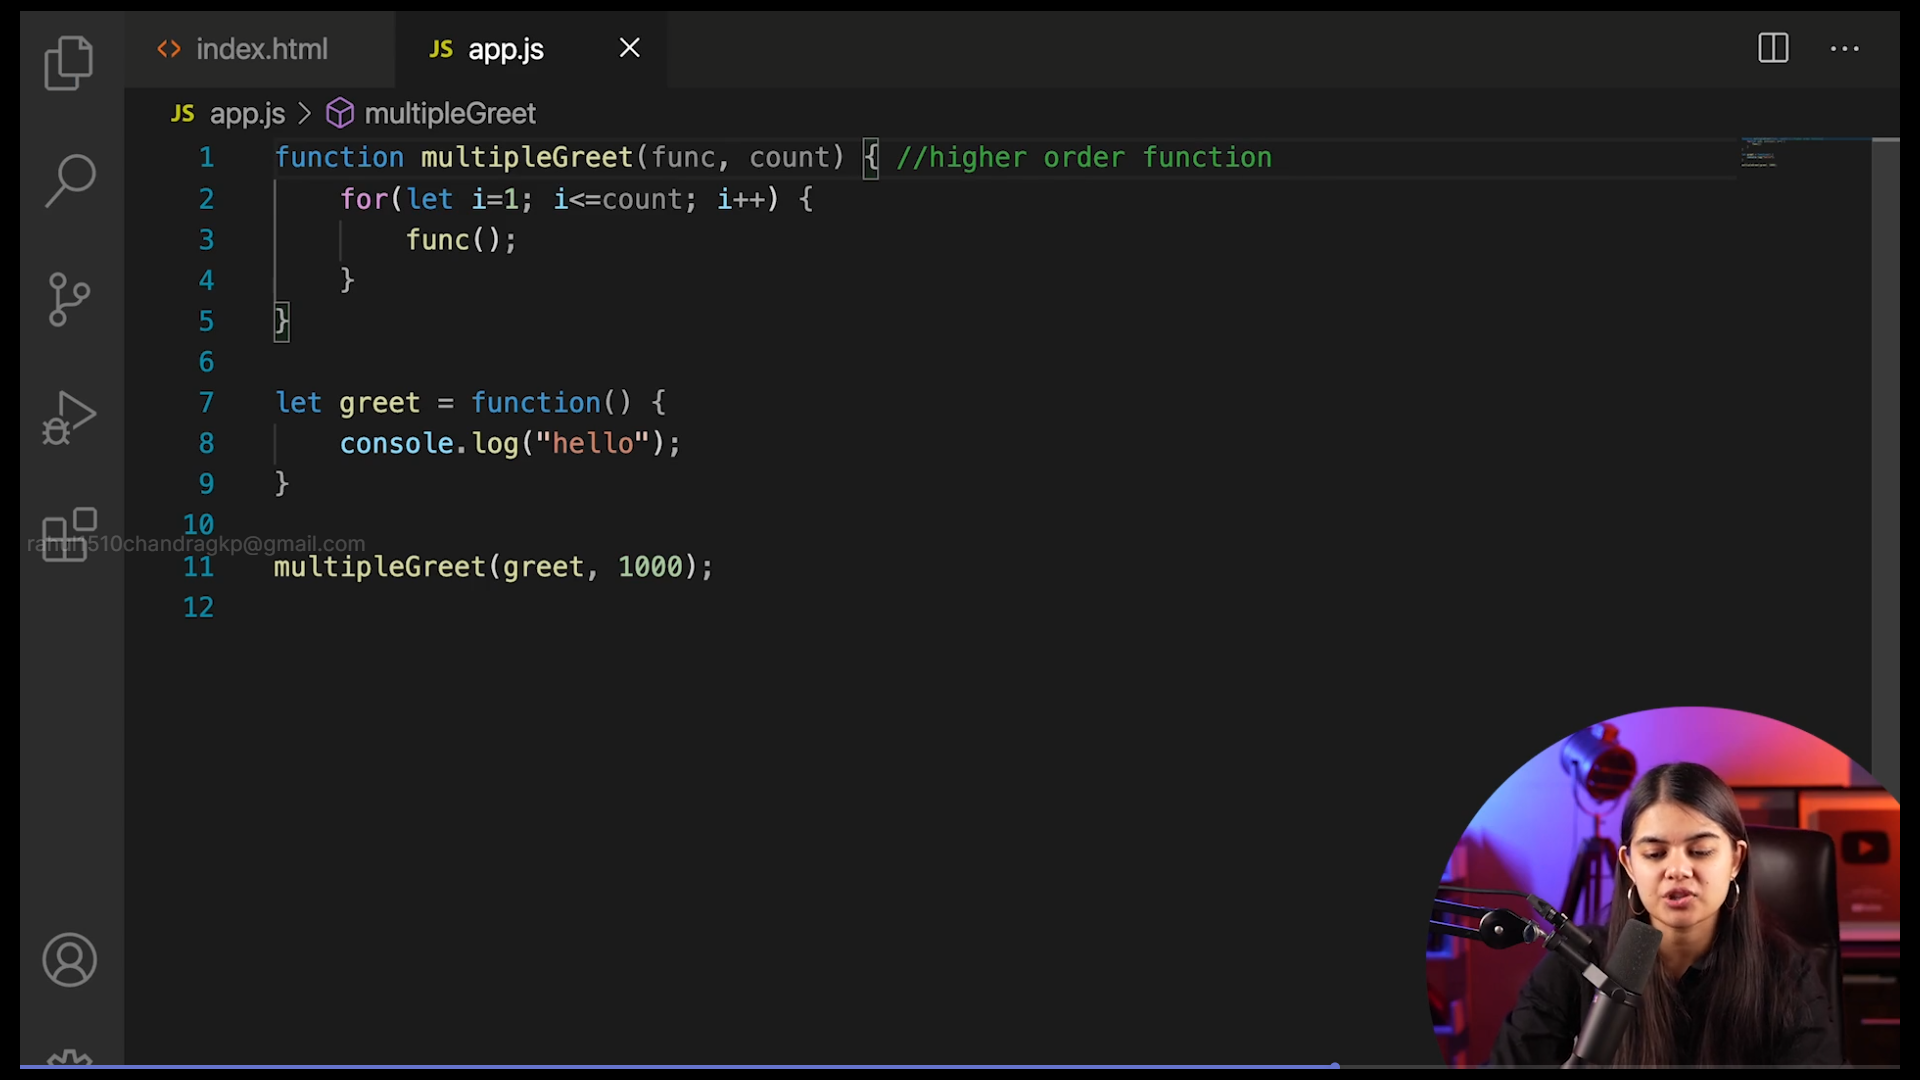 index.html
JS app.js
JS app.js > multipleGreet
1 function multipleGreet(func, count) { //higher order function
2 for(let i=1; i<=count; i++) {
3 func();
4 }
5 }
6
7 let greet = function() {
8 console.log("hello");
9 }
10
rahul1510chandragkp@gmail.com
11 multipleGreet(greet, 1000);
12